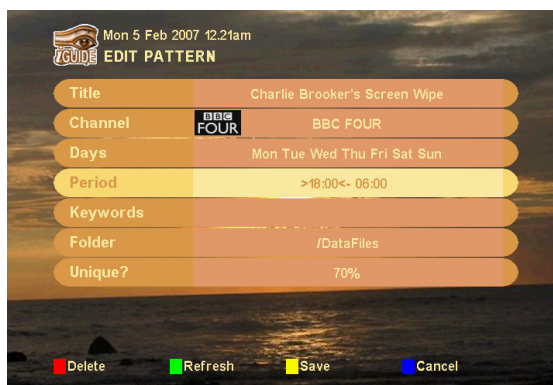 Mon 5 Feb 2007 12.21am
iGUIDE EDIT PATTERN
Title Charlie Brooker's Screen Wipe
Channel BBC FOUR BBC FOUR
Days Mon Tue Wed Thu Fri Sat Sun
Period >18:00<- 06:00
Keywords
Folder /DataFiles
Unique? 70%
Delete Refresh Save Cancel